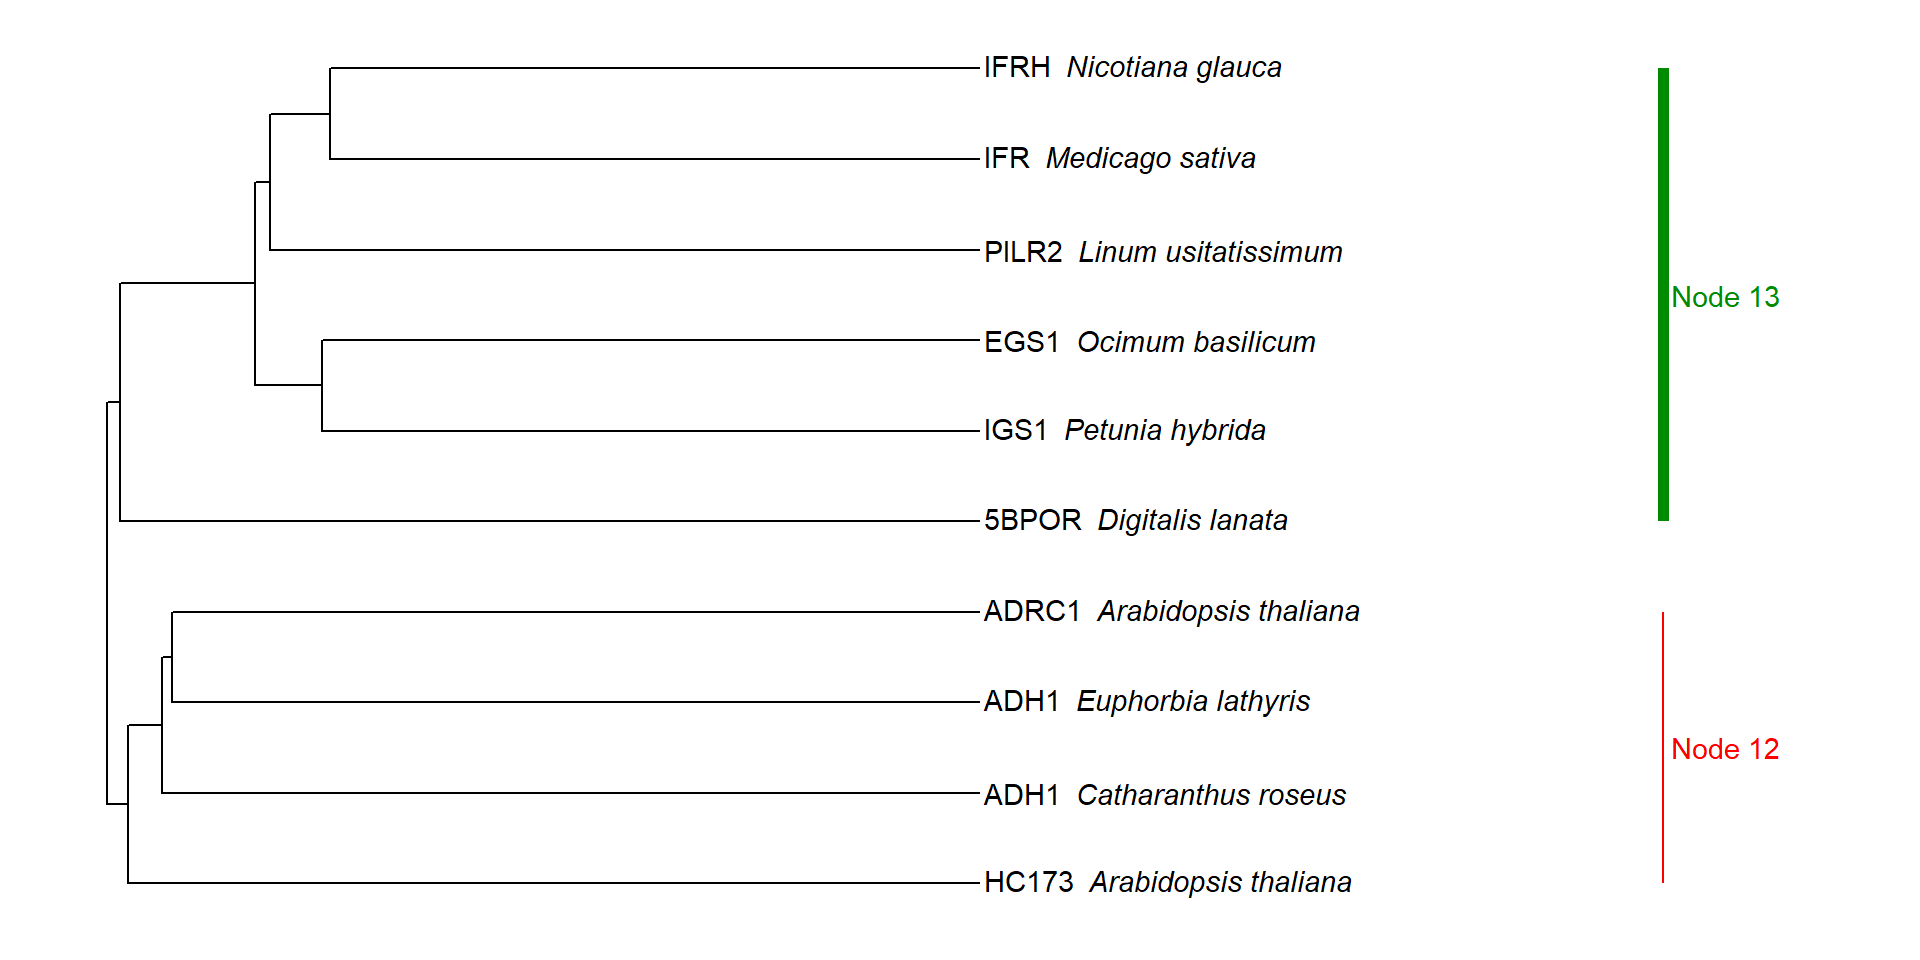 IFRH Nicotiana glauca
IFR Medicago sativa
PILR2 Linum usitatissimum
Node 13
EGS1 Ocimum basilicum
IGS1 Petunia hybrida
5BPOR Digitalis lanata
ADRC1 Arabidopsis thaliana
ADH1 Euphorbia lathyris
Node 12
ADH1 Catharanthus roseus
HC173 Arabidopsis thaliana